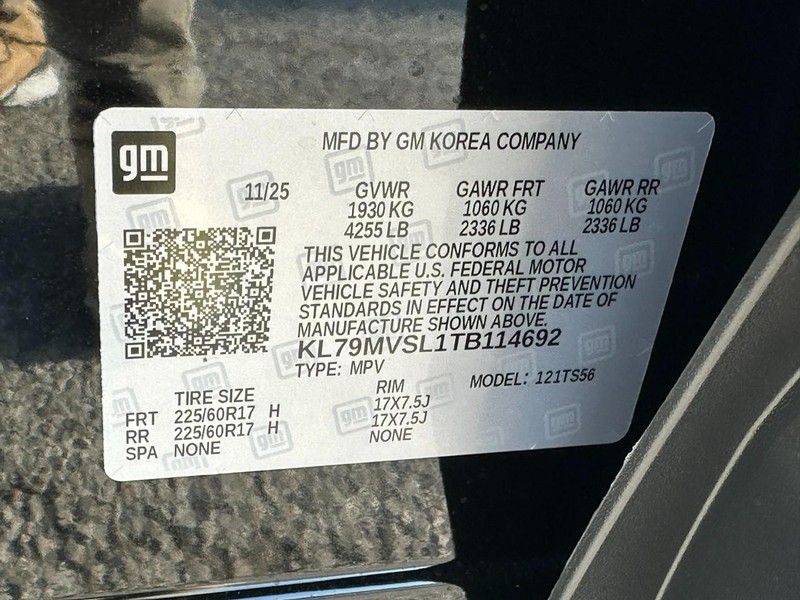 gm
MFD BY GM KOREA COMPANY
11/25
GVWR GAWR FRT GAWR RR
1930 KG 1060 KG 1060 KG
4255 LB 2336 LB 2336 LB
THIS VEHICLE CONFORMS TO ALL
APPLICABLE U.S. FEDERAL MOTOR
VEHICLE SAFETY AND THEFT PREVENTION
STANDARDS IN EFFECT ON THE DATE OF
MANUFACTURE SHOWN ABOVE.
KL79MVSL1TB114692
TYPE: MPV MODEL: 121TS56
TIRE SIZE RIM
FRT 225/60R17 H 17X7.5J
RR 225/60R17 H 17X7.5J
SPA NONE NONE